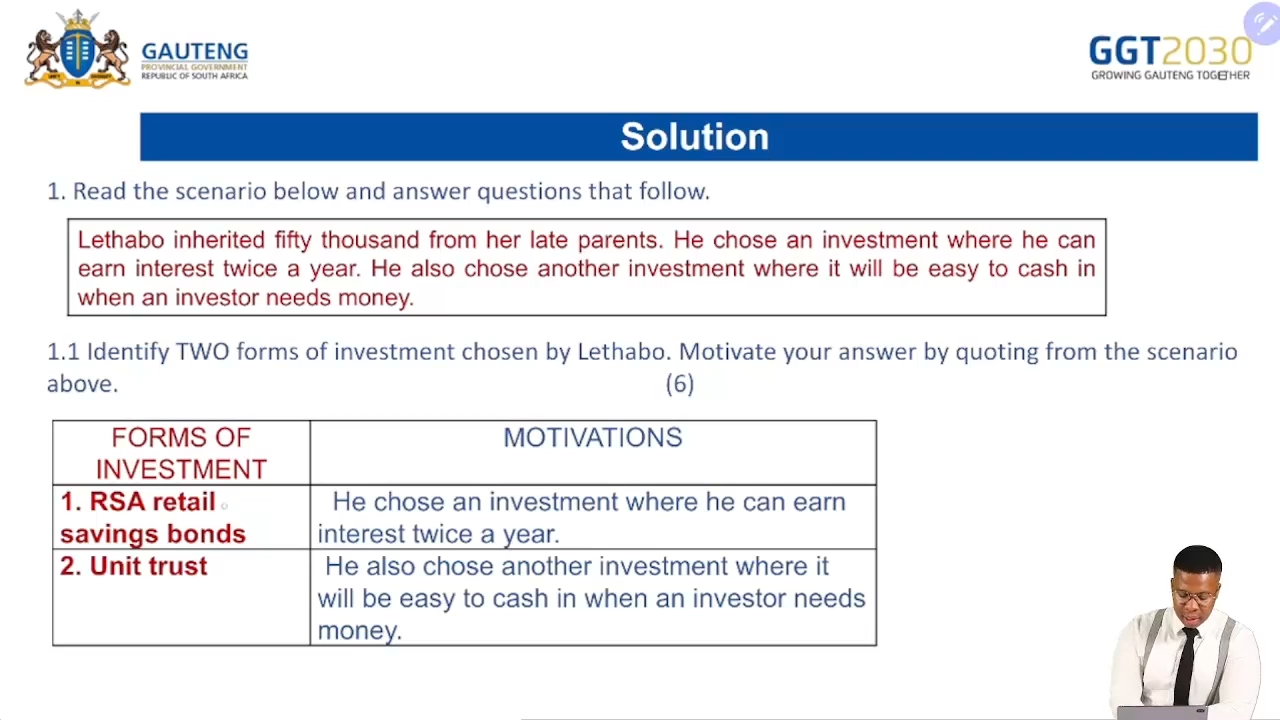 GAUTENG
PROVINCIAL GOVERNMENT
REPUBLIC OF SOUTH AFRICA
GGT2030
GROWING GAUTENG TOGETHER
Solution
1. Read the scenario below and answer questions that follow.
Lethabo inherited fifty thousand from her late parents. He chose an investment where he can
earn interest twice a year. He also chose another investment where it will be easy to cash in
when an investor needs money.
1.1 Identify TWO forms of investment chosen by Lethabo. Motivate your answer by quoting from the scenario
above. (6)
FORMS OF
INVESTMENT
MOTIVATIONS
1. RSA retail
savings bonds
He chose an investment where he can earn
interest twice a year.
2. Unit trust
He also chose another investment where it
will be easy to cash in when an investor needs
money.